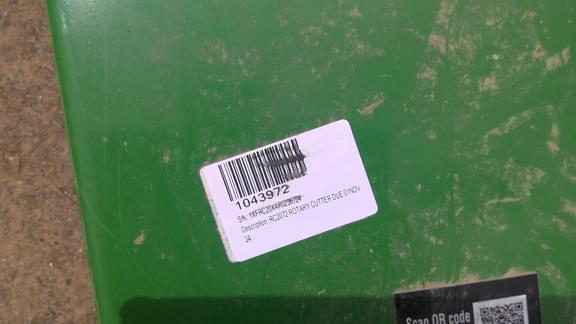 1043972
S/N:
Description: RC2072 ROTARY CUTTER DUE 01NOV
24
Scan QR code